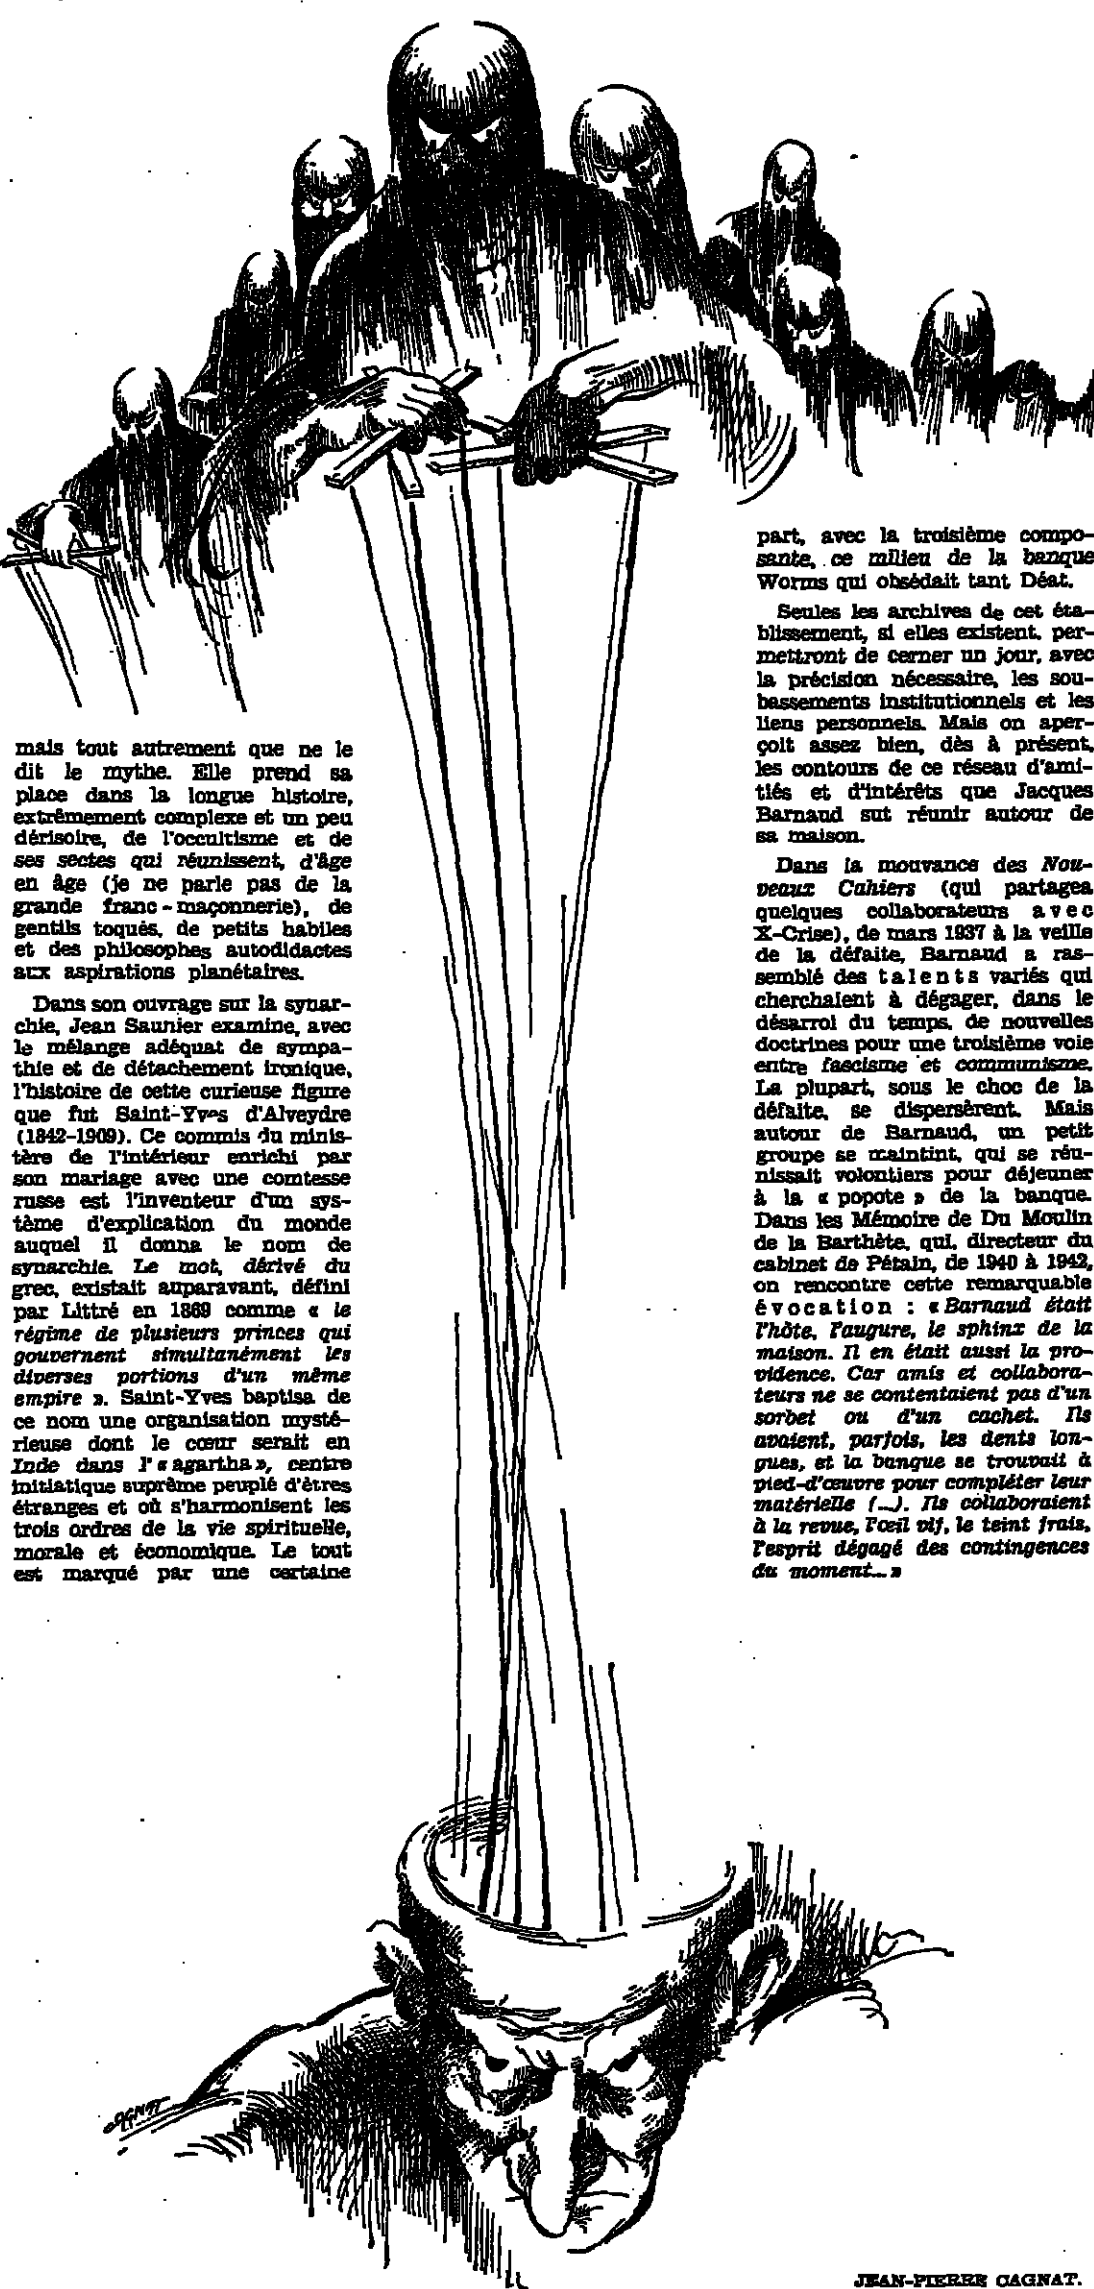 mais tout autrement que ne le
dit le mythe. Elle prend sa
place dans la longue histoire,
extrêmement complexe et un peu
dérisoire, de l'occultisme et de
ses sectes qui réunissent, d'âge
en âge (je ne parle pas de la
grande franc-maçonnerie), de
gentils toqués, de petits habiles
et des philosophes autodidactes
aux aspirations planétaires.
Dans son ouvrage sur la synar-
chie, Jean Saunier examine, avec
le mélange adéquat de sympa-
thie et de détachement ironique,
l'histoire de cette curieuse figure
que fut Saint-Yves d'Alveydre
(1842-1909). Ce commis du minis-
tère de l'intérieur enrichi par
son mariage avec une comtesse
russe est l'inventeur d'un sys-
tème d'explication du monde
auquel il donna le nom de
synarchie. Le mot, dérivé du
grec, existait auparavant, défini
par Littré en 1869 comme « le
régime de plusieurs princes qui
gouvernent simultanément les
diverses portions d'un même
empire ». Saint-Yves baptisa de
ce nom une organisation mysté-
rieuse dont le cœur serait en
Inde dans l'« agartha », centre
initiatique suprême peuplé d'êtres
étranges et où s'harmonisent les
trois ordres de la vie spirituelle,
morale et économique. Le tout
est marqué par une certaine
part, avec la troisième compo-
sante, ce milieu de la banque
Worms qui obsédait tant Déat.
Seules les archives de cet éta-
blissement, si elles existent, per-
mettront de cerner un jour, avec
la précision nécessaire, les sou-
bassements institutionnels et les
liens personnels. Mais on aper-
çoit assez bien, dès à présent,
les contours de ce réseau d'ami-
tiés et d'intérêts que Jacques
Barnaud sut réunir autour de
sa maison.
Dans la mouvance des Nou-
veaux Cahiers (qui partagea
quelques collaborateurs avec
X-Crise), de mars 1937 à la veille
de la défaite, Barnaud a ras-
semblé des talents variés qui
cherchaient à dégager, dans le
désarroi du temps, de nouvelles
doctrines pour une troisième voie
entre fascisme et communisme.
La plupart, sous le choc de la
défaite, se dispersèrent. Mais
autour de Barnaud, un petit
groupe se maintint, qui se réu-
nissait volontiers pour déjeuner
à la « popote » de la banque.
Dans les Mémoire de Du Moulin
de la Barthète, qui, directeur du
cabinet de Pétain, de 1940 à 1942,
on rencontre cette remarquable
évocation : « Barnaud était
l'hôte, l'augure, le sphinx de la
maison. Il en était aussi la pro-
vidence. Car amis et collabora-
teurs ne se contentaient pas d'un
sorbet ou d'un cachet. Ils
avaient, parfois, les dents lon-
gues, et la banque se trouvait à
pied-d'œuvre pour compléter leur
matérielle (...). Ils collaboraient
à la revue, l'œil vif, le teint frais,
l'esprit dégagé des contingences
du moment... »
CAGNAT
JEAN-PIERRE CAGNAT.